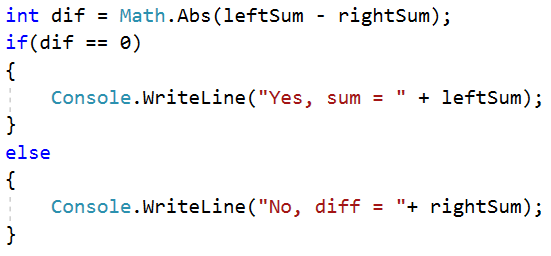 int dif = Math.Abs(leftSum - rightSum);
if(dif == 0)
{
    Console.WriteLine("Yes, sum = " + leftSum);
}
else
{
    Console.WriteLine("No, diff = "+ rightSum);
}